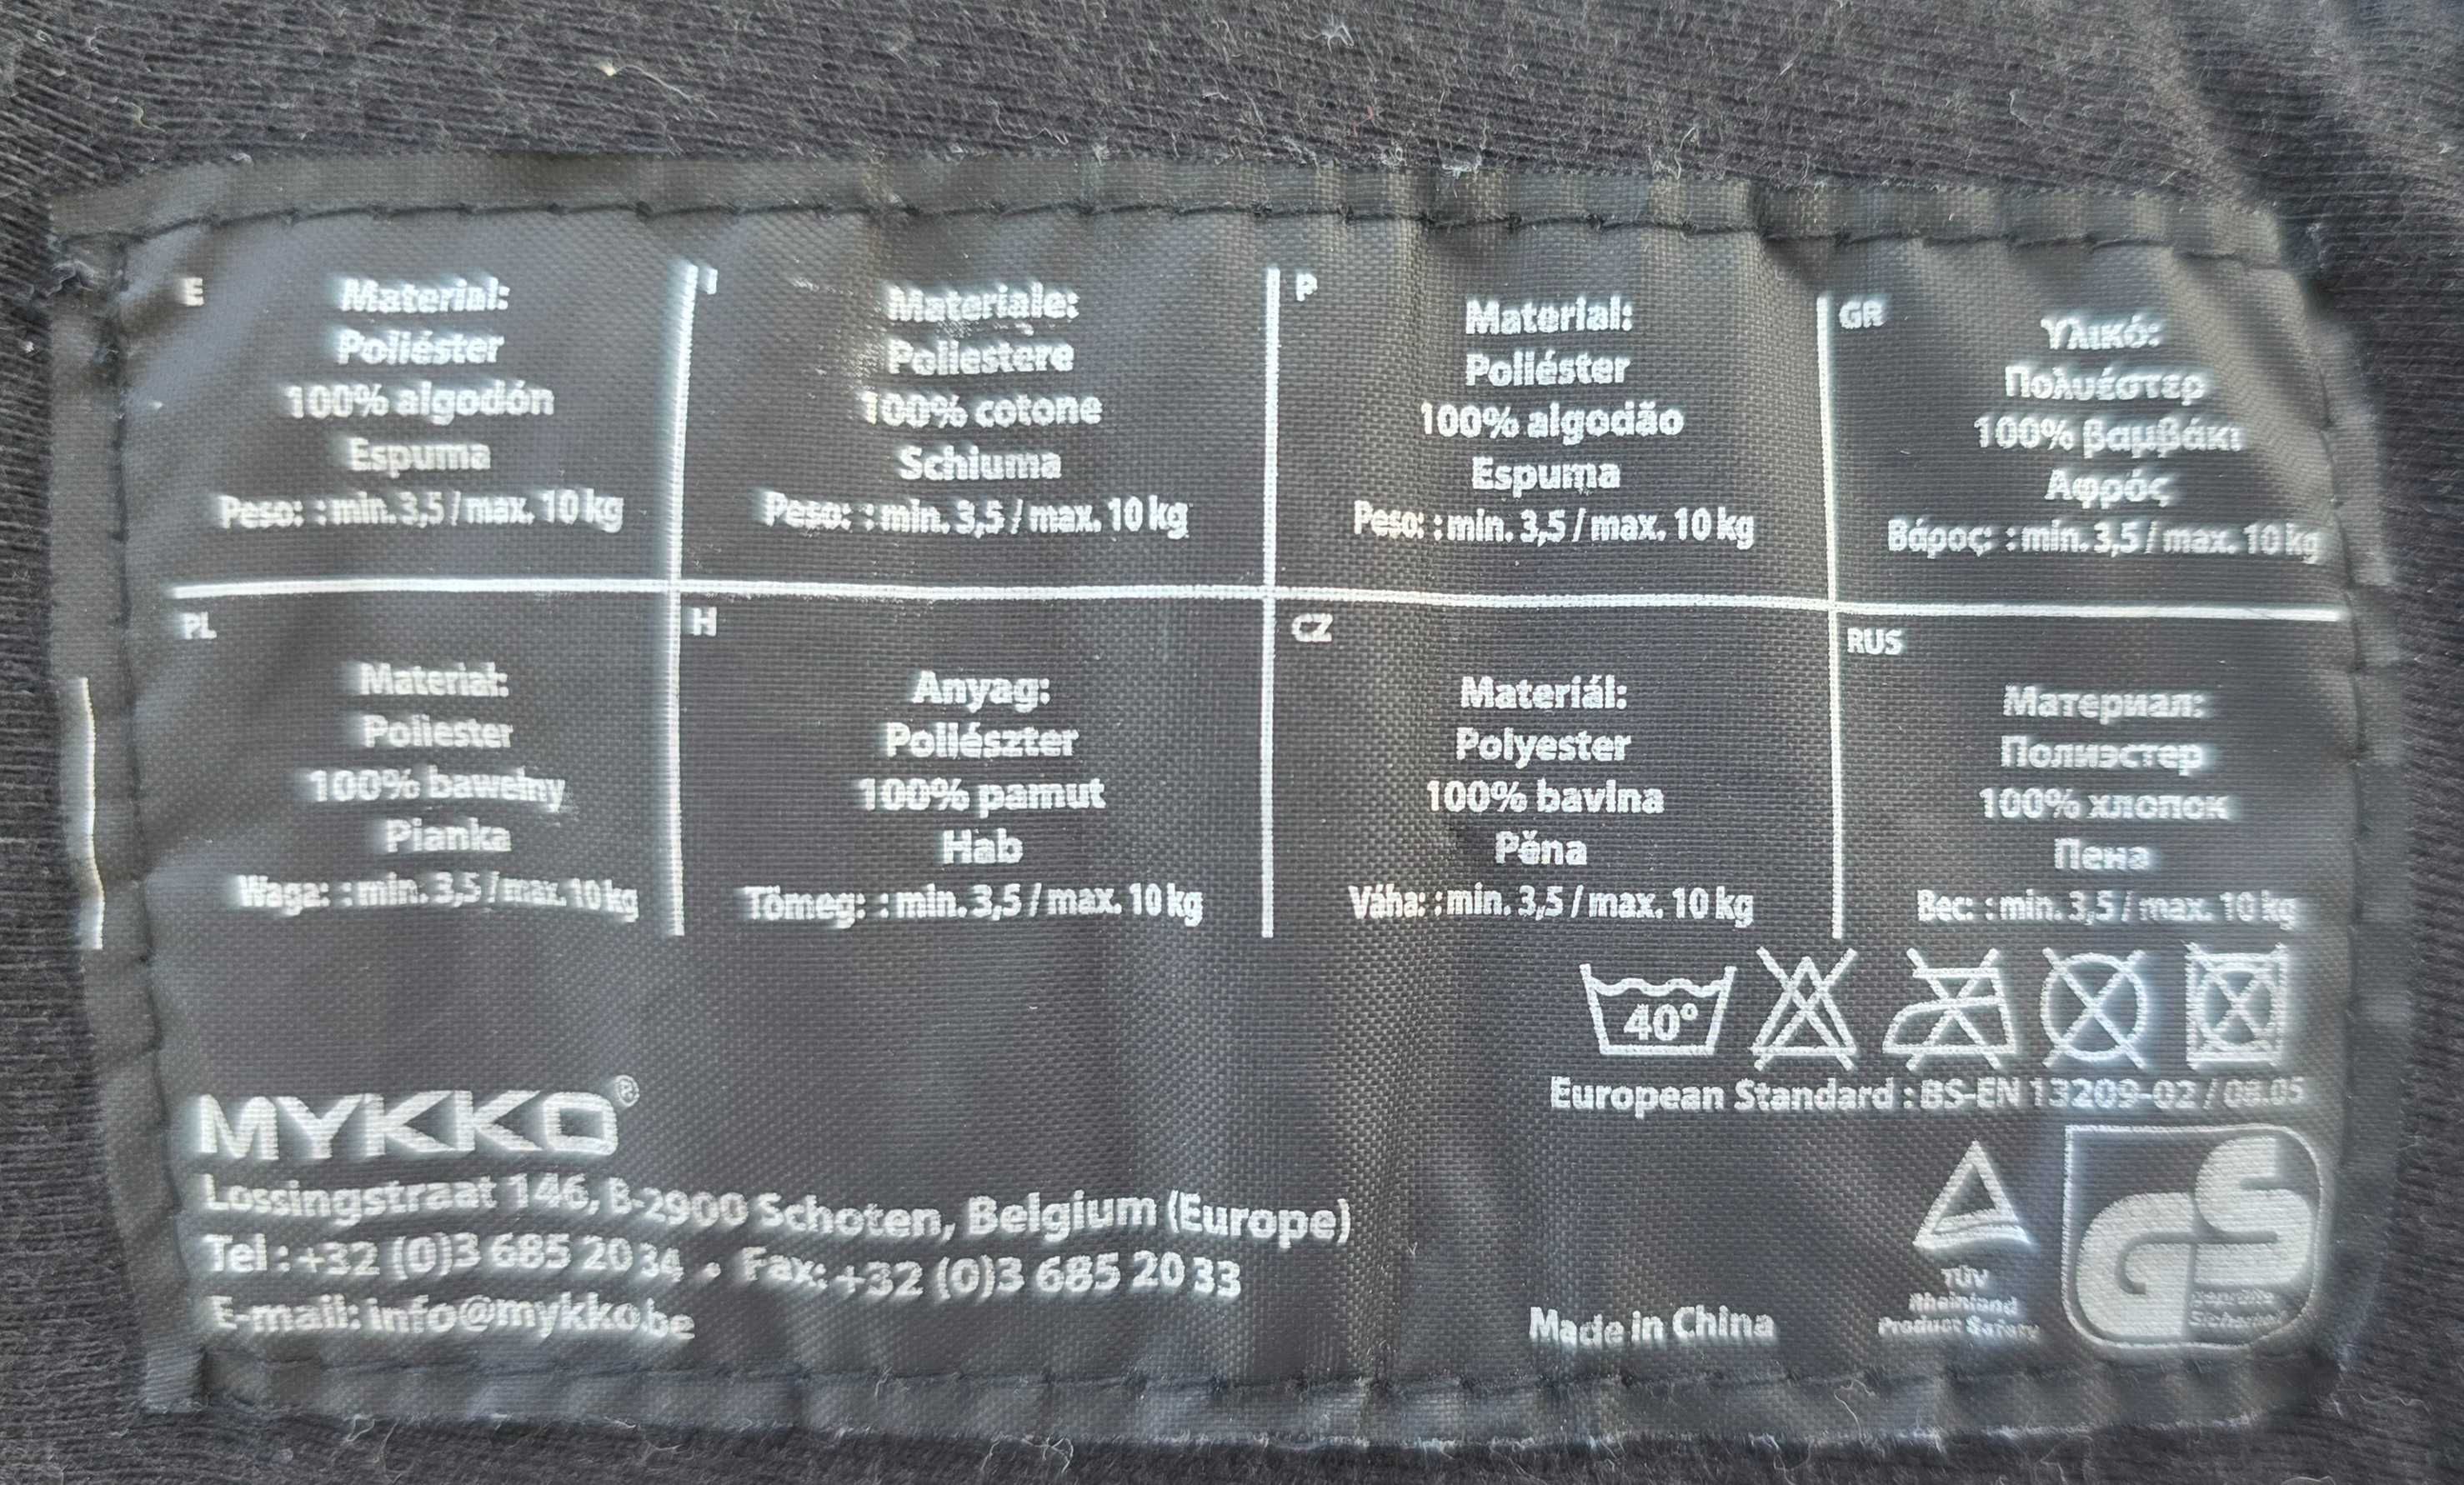 E
Material:
Poliéster
100% algodón
Espuma
Peso: : min. 3,5 / max. 10 kg
I
Materiale:
Poliestere
100% cotone
Schiuma
Peso: : min. 3,5 / max. 10 kg
P
Material:
Poliéster
100% algodão
Espuma
Peso: : min. 3,5 / max. 10 kg
GR
Υλικό:
Πολυέστερ
100% βαμβάκι
Αφρός
Βάρος: : min. 3,5 / max. 10 kg
PL
Material:
Poliester
100% bawełny
Pianka
Waga: : min. 3,5 / max. 10 kg
H
Anyag:
Poliészter
100% pamut
Hab
Tömeg: : min. 3,5 / max. 10 kg
CZ
Materiál:
Polyester
100% bavlna
Pěna
Váha: : min. 3,5 / max. 10 kg
RUS
Материал:
Полиэстер
100% хлопок
Пена
Вес: : min. 3,5 / max. 10 kg
40°
European Standard : BS-EN 13209-02 / 08.05
MYKKO®
Lossingstraat 146, B-2900 Schoten, Belgium (Europe)
Tel : +32 (0)3 685 20 34 • Fax: +32 (0)3 685 20 33
E-mail: info@mykko.be
Made in China
TÜV
Rheinland
Product Safety
GS
geprüfte
Sicherheit